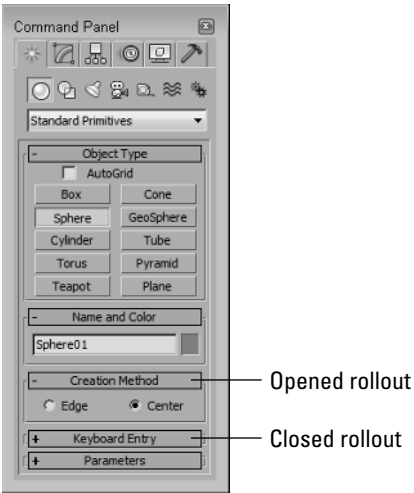 Command Panel
Standard Primitives
- Object Type
AutoGrid
Box Cone
Sphere GeoSphere
Cylinder Tube
Torus Pyramid
Teapot Plane
- Name and Color
Sphere01
- Creation Method Opened rollout
Edge Center
+ Keyboard Entry Closed rollout
+ Parameters